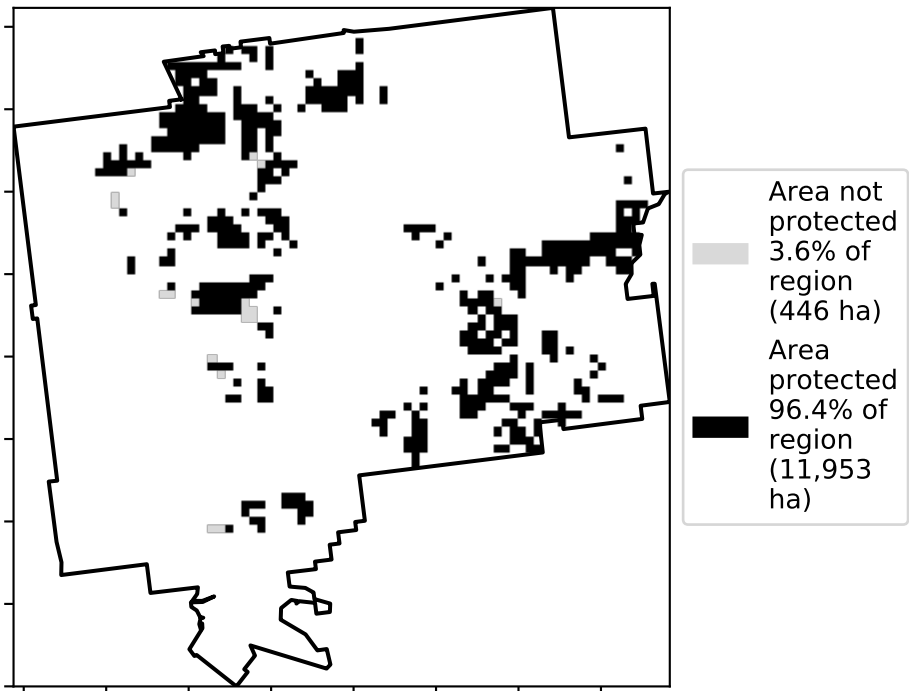 Area not
protected
3.6% of
region
(446 ha)
Area
protected
96.4% of
region
(11,953
ha)